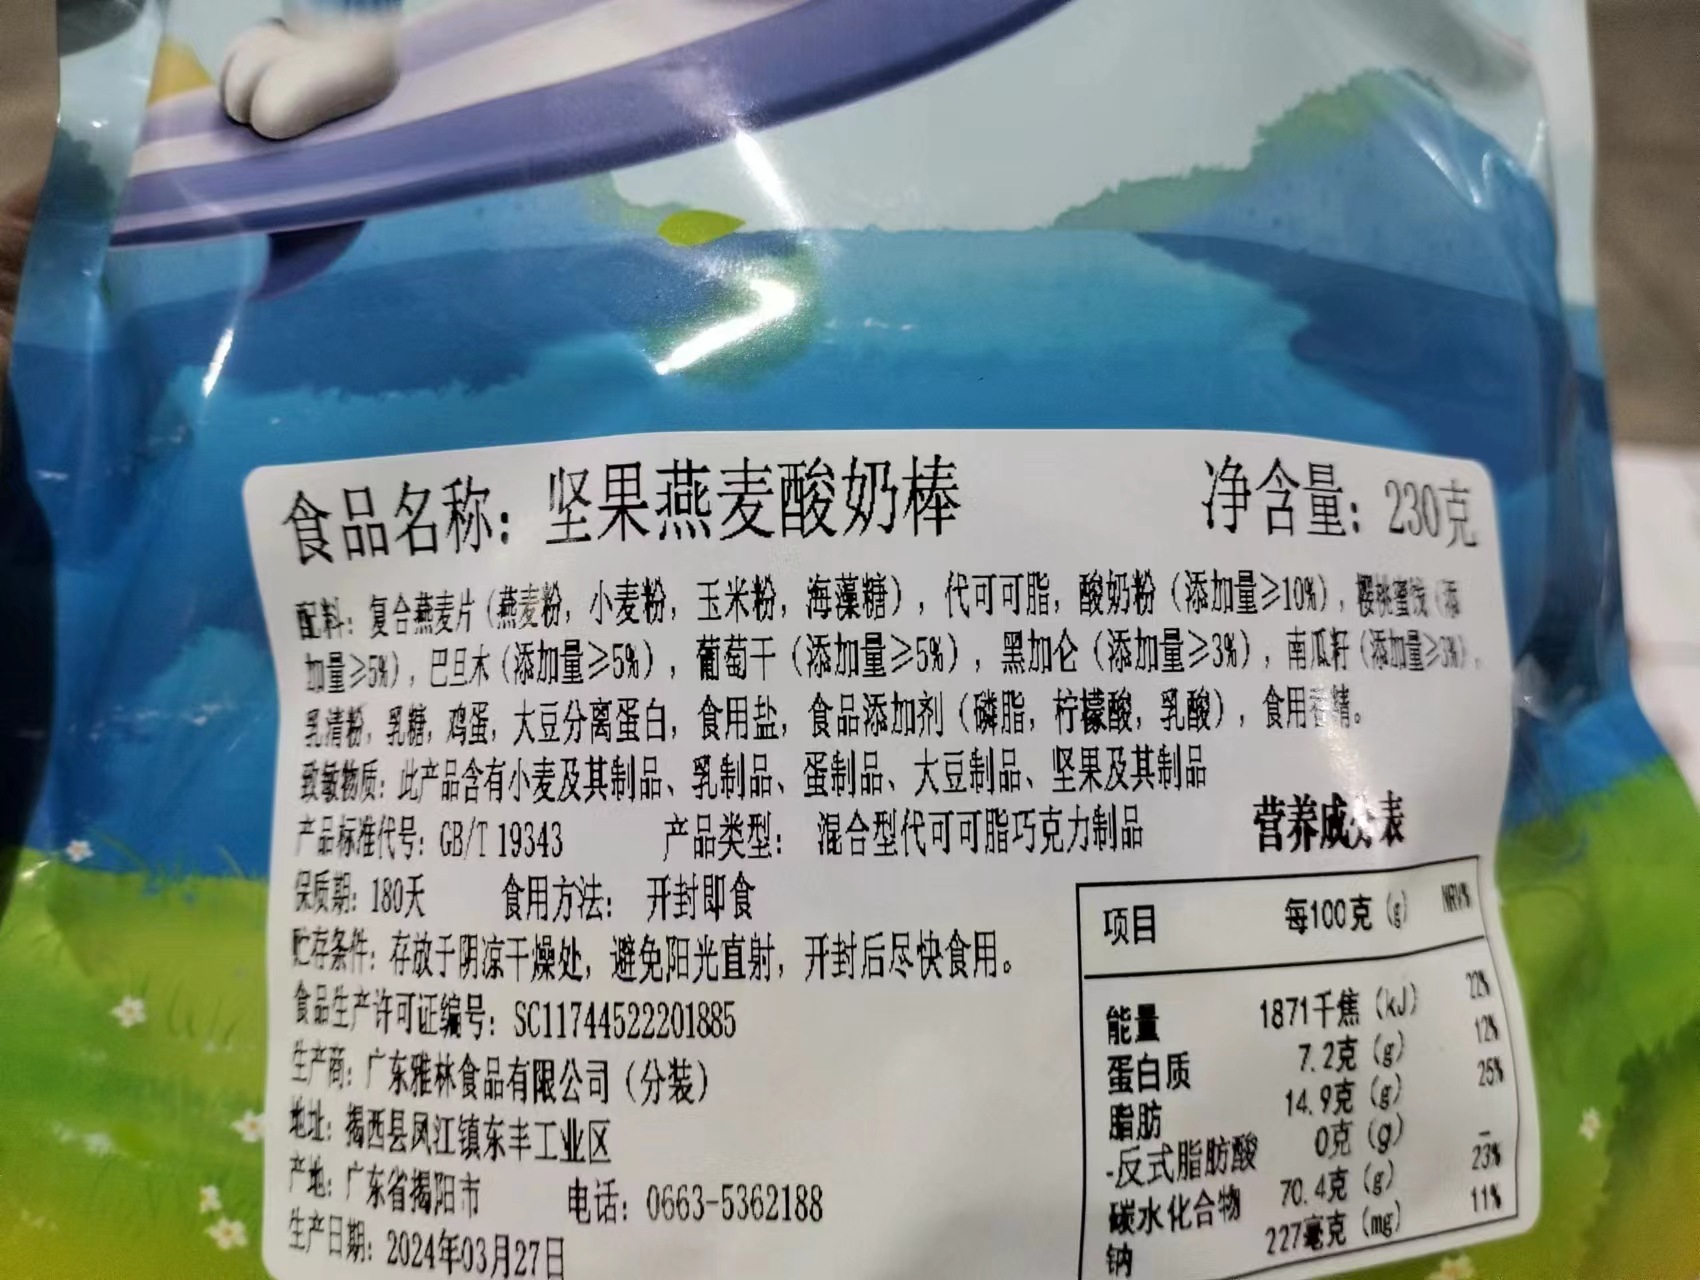 食品名称：坚果燕麦酸奶棒 净含量：230克
配料：复合燕麦片（燕麦粉，小麦粉，玉米粉，海藻糖），代可可脂，酸奶粉（添加量≥10%），樱桃蜜饯（添
加量≥5%），巴旦木（添加量≥5%），葡萄干（添加量≥5%），黑加仑（添加量≥3%），南瓜籽（添加量≥3%），
乳清粉，乳糖，鸡蛋，大豆分离蛋白，食用盐，食品添加剂（磷脂，柠檬酸，乳酸），食用香精。
致敏物质：此产品含有小麦及其制品、乳制品、蛋制品、大豆制品、坚果及其制品
产品标准代号：GB/T 19343 产品类型： 混合型代可可脂巧克力制品
保质期：180天 食用方法： 开封即食
贮存条件：存放于阴凉干燥处，避免阳光直射，开封后尽快食用。
食品生产许可证编号：SC11744522201885
生产商：广东雅林食品有限公司（分装）
地址：揭西县凤江镇东丰工业区
产地：广东省揭阳市 电话：0663-5362188
生产日期：2024年03月27日
营养成分表
项目 每100克（g） NRV%
能量 1871千焦（kJ） 22%
蛋白质 7.2克（g） 12%
脂肪 14.9克（g） 25%
-反式脂肪酸 0克（g） —
碳水化合物 70.4克（g） 23%
钠 227毫克（mg） 11%